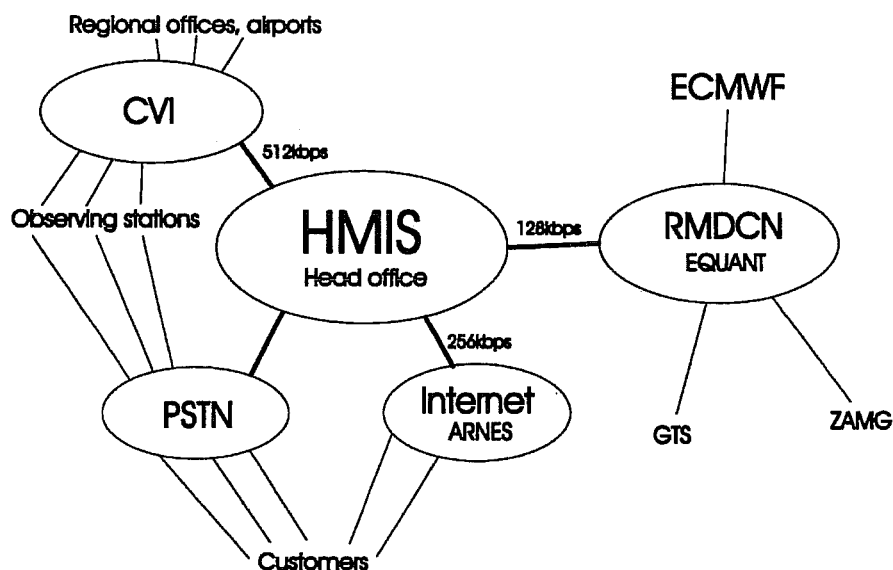 Regional offices, airports
CVI
512kbps
ECMWF
Observing stations
HMIS
Head office
128kbps
RMDCN
EQUANT
256kbps
PSTN
Internet
ARNES
GTS
ZAMG
Customers